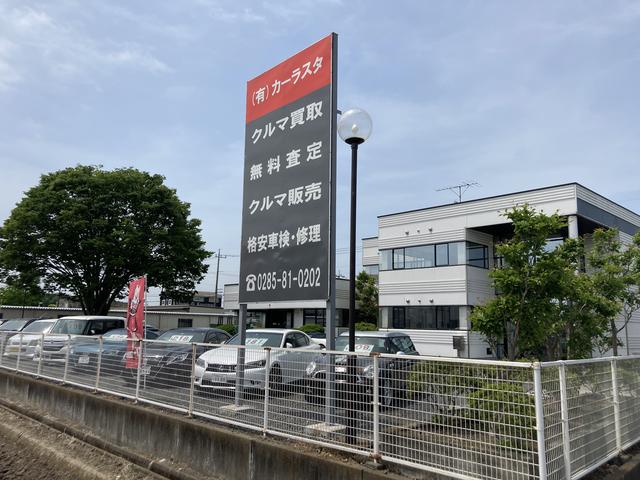 (有)カーラスタ
クルマ買取
無料査定
クルマ販売
格安車検・修理
☎0285-81-0202